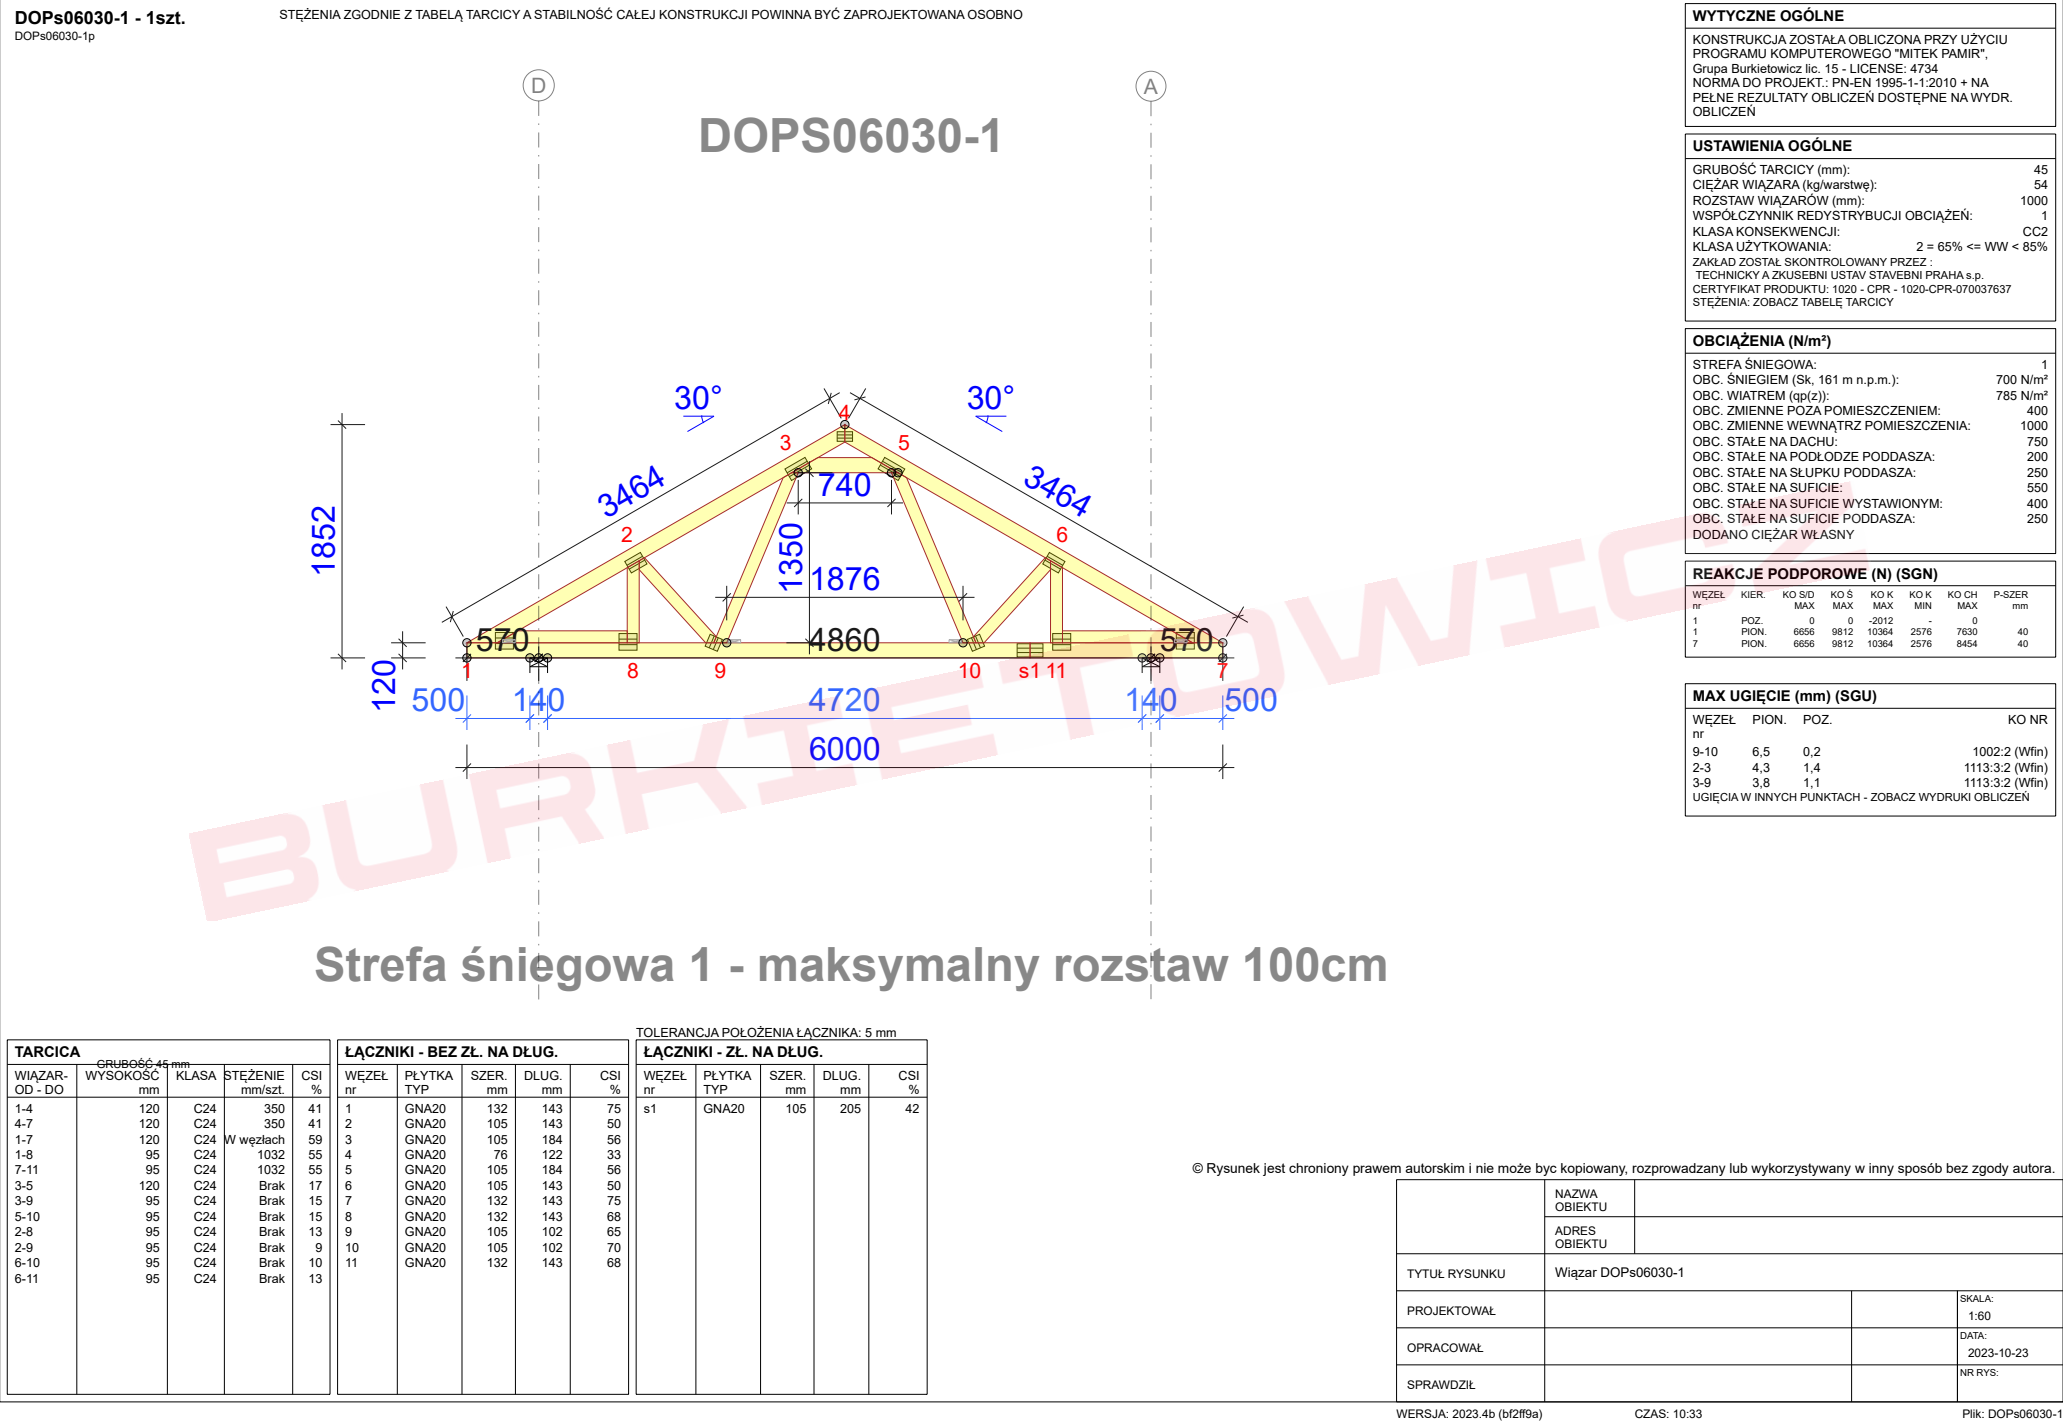 DOPs06030-1 - 1szt.
DOPs06030-1p
STĘŻENIA ZGODNIE Z TABELĄ TARCICY A STABILNOŚĆ CAŁEJ KONSTRUKCJI POWINNA BYĆ ZAPROJEKTOWANA OSOBNO
D
A
DOPS06030-1
30°
30°
4
3
5
3464
3464
740
1852
2
6
1350
1876
570
4860
570
120
1
8
9
10
s1
11
7
500
140
4720
140
500
6000
BURKIETOWICZ
Strefa śniegowa 1 - maksymalny rozstaw 100cm
WYTYCZNE OGÓLNE
KONSTRUKCJA ZOSTAŁA OBLICZONA PRZY UŻYCIU
PROGRAMU KOMPUTEROWEGO "MITEK PAMIR",
Grupa Burkietowicz lic. 15 - LICENSE: 4734
NORMA DO PROJEKT.: PN-EN 1995-1-1:2010 + NA
PEŁNE REZULTATY OBLICZEŃ DOSTĘPNE NA WYDR.
OBLICZEŃ
USTAWIENIA OGÓLNE
GRUBOŚĆ TARCICY (mm): 45
CIĘŻAR WIĄZARA (kg/warstwę): 54
ROZSTAW WIĄZARÓW (mm): 1000
WSPÓŁCZYNNIK REDYSTRYBUCJI OBCIĄŻEŃ: 1
KLASA KONSEKWENCJI: CC2
KLASA UŻYTKOWANIA: 2 = 65% <= WW < 85%
ZAKŁAD ZOSTAŁ SKONTROLOWANY PRZEZ :
TECHNICKY A ZKUSEBNI USTAV STAVEBNI PRAHA s.p.
CERTYFIKAT PRODUKTU: 1020 - CPR - 1020-CPR-070037637
STĘŻENIA: ZOBACZ TABELĘ TARCICY
OBCIĄŻENIA (N/m²)
STREFA ŚNIEGOWA: 1
OBC. ŚNIEGIEM (Sk, 161 m n.p.m.): 700 N/m²
OBC. WIATREM (qp(z)): 785 N/m²
OBC. ZMIENNE POZA POMIESZCZENIEM: 400
OBC. ZMIENNE WEWNĄTRZ POMIESZCZENIA: 1000
OBC. STAŁE NA DACHU: 750
OBC. STAŁE NA PODŁODZE PODDASZA: 200
OBC. STAŁE NA SŁUPKU PODDASZA: 250
OBC. STAŁE NA SUFICIE: 550
OBC. STAŁE NA SUFICIE WYSTAWIONYM: 400
OBC. STAŁE NA SUFICIE PODDASZA: 250
DODANO CIĘŻAR WŁASNY
REAKCJE PODPOROWE (N) (SGN)
WĘZEŁ KIER. KO S/D KO Ś KO K KO K KO CH P-SZER
nr MAX MAX MAX MIN MAX mm
1 POZ. 0 0 -2012 - 0
1 PION. 6656 9812 10364 2576 7630 40
7 PION. 6656 9812 10364 2576 8454 40
MAX UGIĘCIE (mm) (SGU)
WĘZEŁ PION. POZ. KO NR
nr
9-10 6,5 0,2 1002:2 (Wfin)
2-3 4,3 1,4 1113:3:2 (Wfin)
3-9 3,8 1,1 1113:3:2 (Wfin)
UGIĘCIA W INNYCH PUNKTACH - ZOBACZ WYDRUKI OBLICZEŃ
TARCICA
GRUBOŚĆ 45 mm
WIĄZAR- WYSOKOŚĆ KLASA STĘŻENIE CSI
OD - DO mm mm/szt. %
1-4 120 C24 350 41
4-7 120 C24 350 41
1-7 120 C24 W węzłach 59
1-8 95 C24 1032 55
7-11 95 C24 1032 55
3-5 120 C24 Brak 17
3-9 95 C24 Brak 15
5-10 95 C24 Brak 15
2-8 95 C24 Brak 13
2-9 95 C24 Brak 9
6-10 95 C24 Brak 10
6-11 95 C24 Brak 13
ŁĄCZNIKI - BEZ ZŁ. NA DŁUG.
WĘZEŁ PŁYTKA SZER. DLUG. CSI
nr TYP mm mm %
1 GNA20 132 143 75
2 GNA20 105 143 50
3 GNA20 105 184 56
4 GNA20 76 122 33
5 GNA20 105 184 56
6 GNA20 105 143 50
7 GNA20 132 143 75
8 GNA20 132 143 68
9 GNA20 105 102 65
10 GNA20 105 102 70
11 GNA20 132 143 68
TOLERANCJA POŁOŻENIA ŁĄCZNIKA: 5 mm
ŁĄCZNIKI - ZŁ. NA DŁUG.
WĘZEŁ PŁYTKA SZER. DLUG. CSI
nr TYP mm mm %
s1 GNA20 105 205 42
© Rysunek jest chroniony prawem autorskim i nie może byc kopiowany, rozprowadzany lub wykorzystywany w inny sposób bez zgody autora.
NAZWA
OBIEKTU
ADRES
OBIEKTU
TYTUŁ RYSUNKU Wiązar DOPs06030-1
PROJEKTOWAŁ
SKALA:
1:60
OPRACOWAŁ
DATA:
2023-10-23
SPRAWDZIŁ
NR RYS:
WERSJA: 2023.4b (bf2ff9a) CZAS: 10:33 Plik: DOPs06030-1